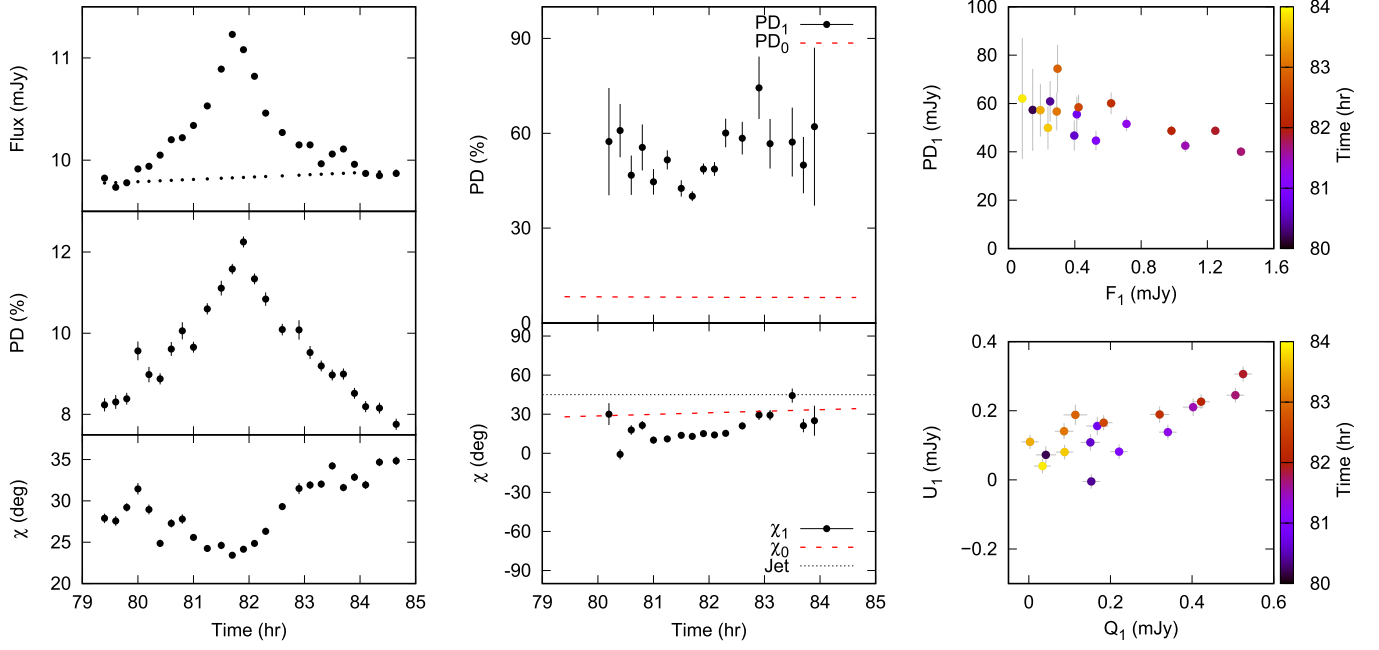 11
10
Flux (mJy)
12
10
8
PD (%)
35
30
25
20
χ (deg)
79 80 81 82 83 84 85
Time (hr)
90
60
30
0
PD (%)
PD₁
PD₀
90
60
30
0
-30
-60
-90
χ (deg)
χ₁
χ₀
Jet
79 80 81 82 83 84 85
Time (hr)
100
80
60
40
20
0
PD₁ (mJy)
0 0.4 0.8 1.2 1.6
F₁ (mJy)
84
83
82
81
80
Time (hr)
0.4
0.2
0
−0.2
U₁ (mJy)
0 0.2 0.4 0.6
Q₁ (mJy)
84
83
82
81
80
Time (hr)